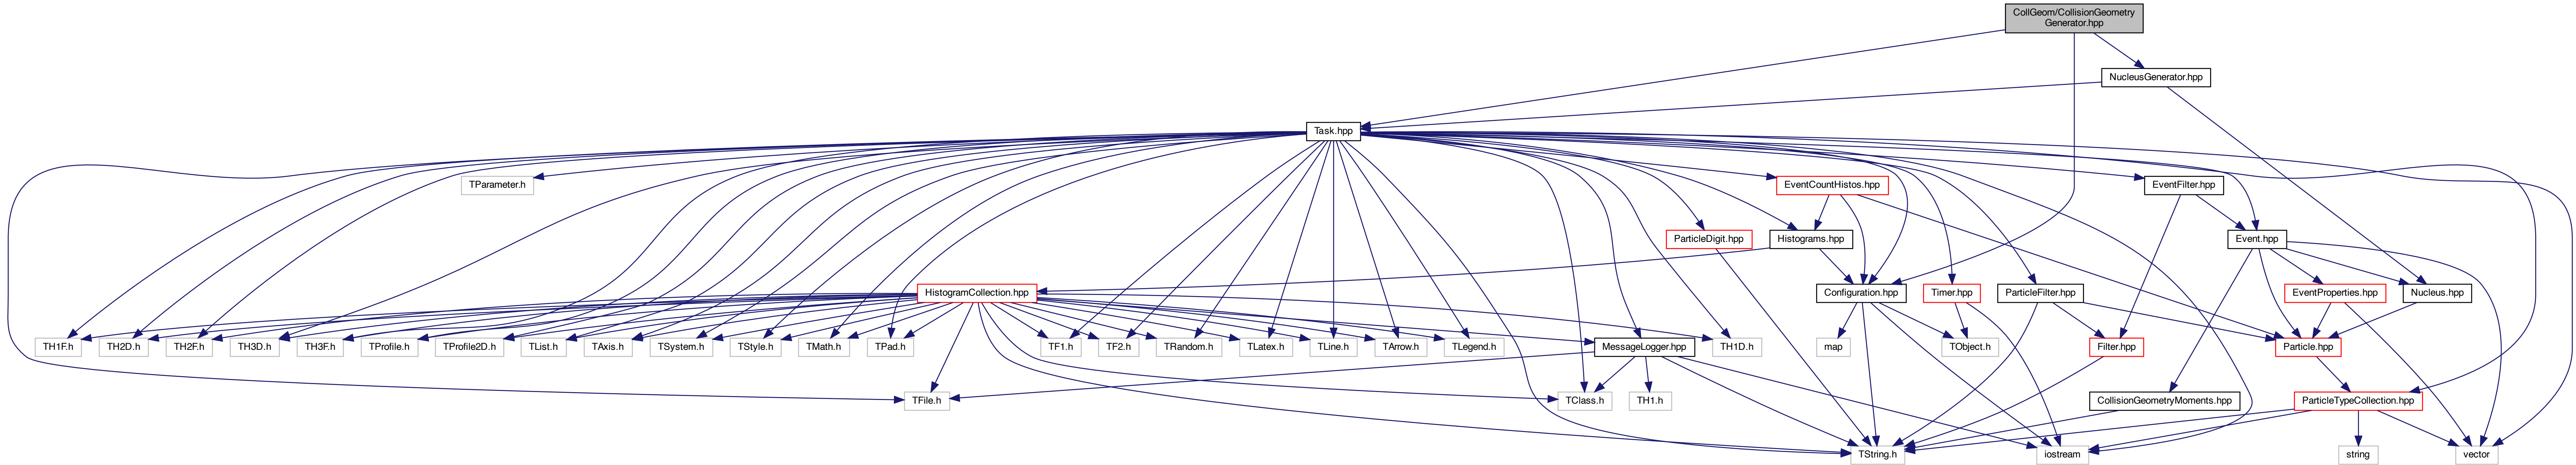 CollGeom/CollisionGeometry
Generator.hpp
NucleusGenerator.hpp
Task.hpp
TParameter.h
EventCountHistos.hpp
EventFilter.hpp
ParticleDigit.hpp
Histograms.hpp
Event.hpp
HistogramCollection.hpp
Configuration.hpp
Timer.hpp
ParticleFilter.hpp
EventProperties.hpp
Nucleus.hpp
TH1F.h
TH2D.h
TH2F.h
TH3D.h
TH3F.h
TProfile.h
TProfile2D.h
TList.h
TAxis.h
TSystem.h
TStyle.h
TMath.h
TPad.h
TF1.h
TF2.h
TRandom.h
TLatex.h
TLine.h
TArrow.h
TLegend.h
MessageLogger.hpp
TH1D.h
map
TObject.h
Filter.hpp
Particle.hpp
TFile.h
TClass.h
TH1.h
CollisionGeometryMoments.hpp
ParticleTypeCollection.hpp
TString.h
iostream
string
vector